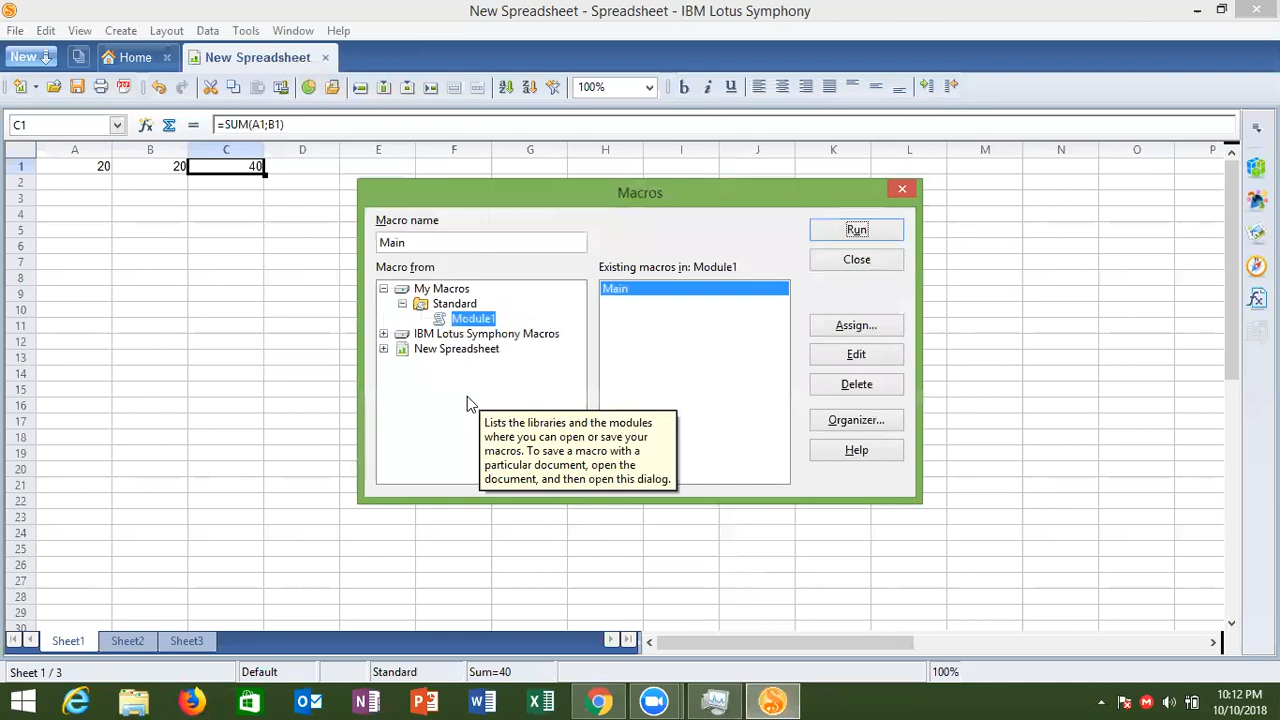 New Spreadsheet - Spreadsheet - IBM Lotus Symphony
File Edit View Create Layout Data Tools Window Help
New Home New Spreadsheet
100%
C1 =SUM(A1;B1)
A B C D E F G H I J K L M N O P
1 20 20 40
2
3
4
5
6
7
8
9
10
11
12
13
14
15
16
17
18
19
20
21
22
23
24
25
26
27
28
29
30
Macros
Macro name
Main
Macro from
My Macros
Standard
Module1
IBM Lotus Symphony Macros
New Spreadsheet
Existing macros in: Module1
Main
Run
Close
Assign...
Edit
Delete
Organizer...
Help
Lists the libraries and the modules
where you can open or save your
macros. To save a macro with a
particular document, open the
document, and then open this dialog.
Sheet1 Sheet2 Sheet3
Sheet 1 / 3 Default Standard Sum=40 100%
10:12 PM
10/10/2018